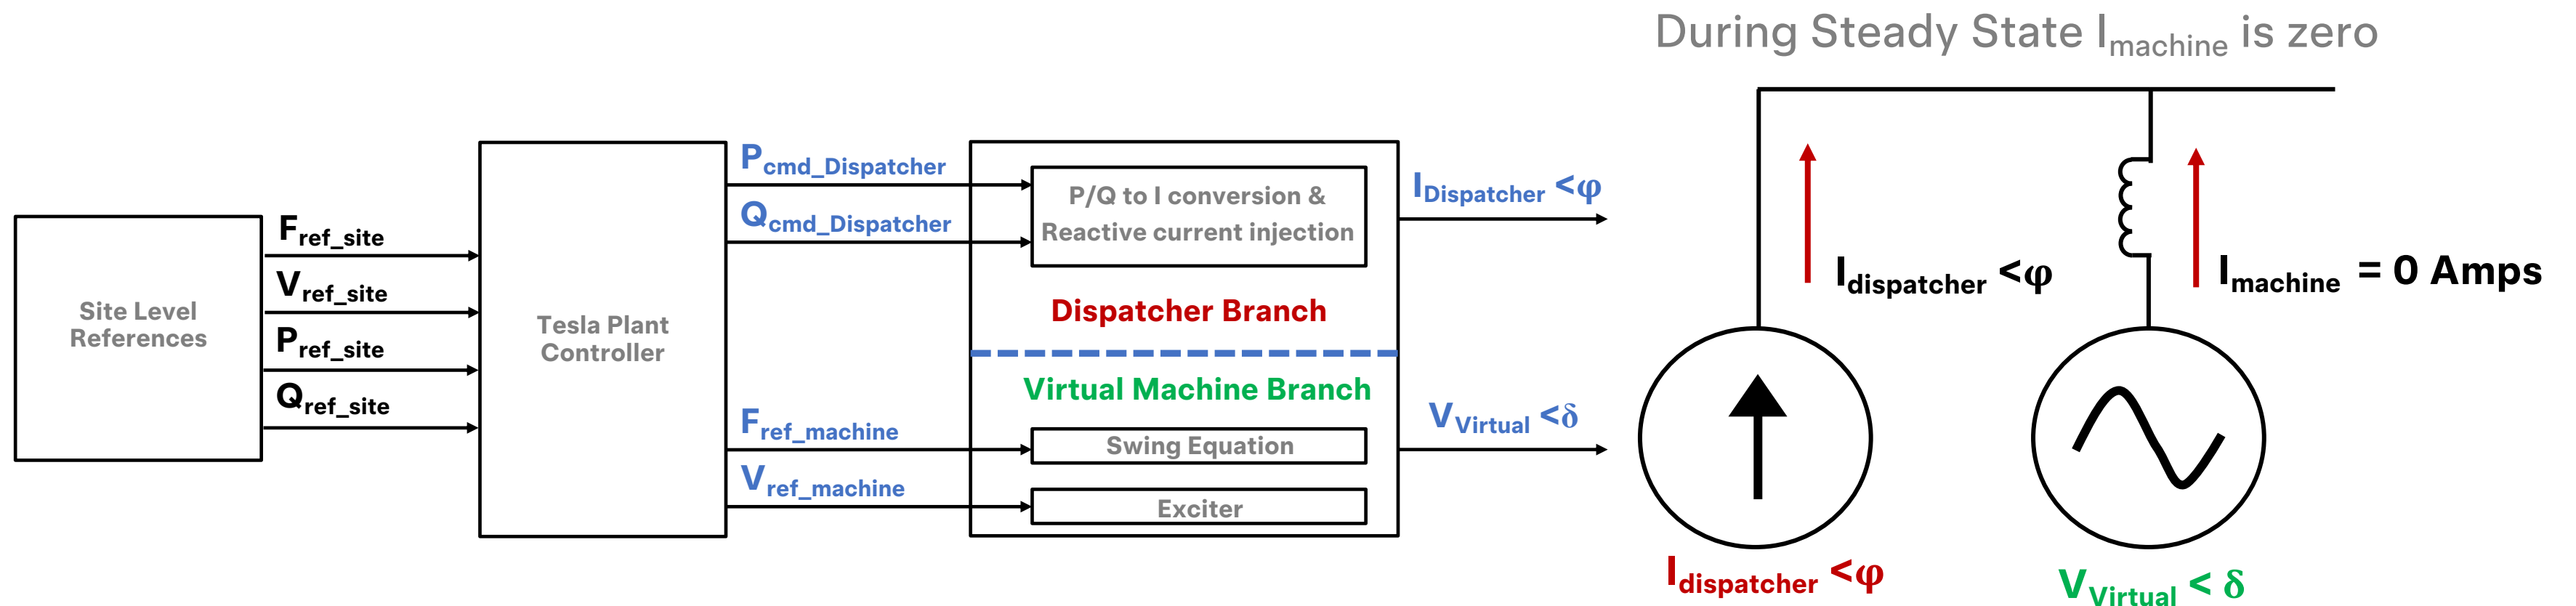 During Steady State Imachine is zero
Site Level
References
Fref_site
Vref_site
Pref_site
Qref_site
Tesla Plant
Controller
Pcmd_Dispatcher
Qcmd_Dispatcher
Fref_machine
Vref_machine
P/Q to I conversion &
Reactive current injection
Dispatcher Branch
Virtual Machine Branch
Swing Equation
Exciter
IDispatcher <φ
VVirtual <δ
Idispatcher <φ
Imachine = 0 Amps
Idispatcher <φ
VVirtual < δ